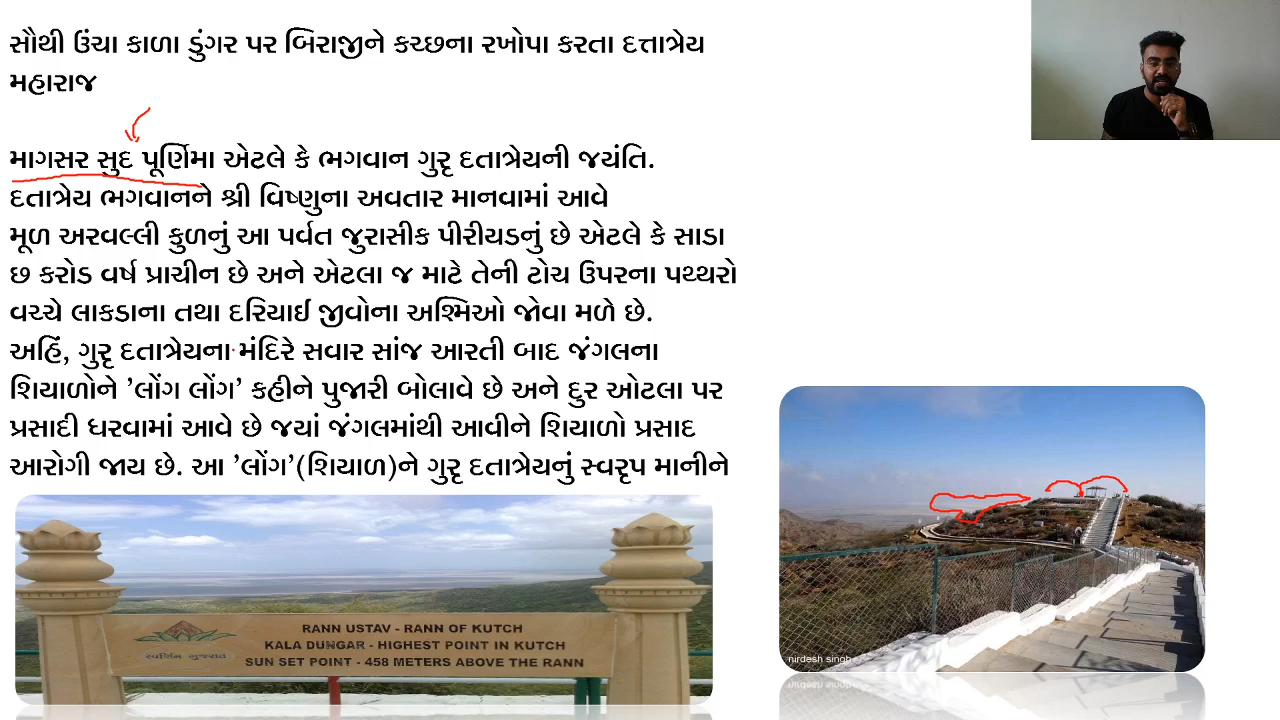 સૌથી ઉંચા કાળા ડુંગર પર બિરાજીને કચ્છના રખોપા કરતા દત્તાત્રેય
મહારાજ
માગસર સુદ પૂર્ણિમા એટલે કે ભગવાન ગુરૃ દતાત્રેયની જયંતિ.
દતાત્રેય ભગવાનને શ્રી વિષ્ણુના અવતાર માનવામાં આવે
મૂળ અરવલ્લી કુળનું આ પર્વત જુરાસીક પીરીયડનું છે એટલે કે સાડા
છ કરોડ વર્ષ પ્રાચીન છે અને એટલા જ માટે તેની ટોચ ઉપરના પથ્થરો
વચ્ચે લાકડાના તથા દરિયાઈ જીવોના અશ્મિઓ જોવા મળે છે.
અહિં, ગુરૃ દતાત્રેયના મંદિરે સવાર સાંજ આરતી બાદ જંગલના
શિયાળોને 'લોંગ લોંગ' કહીને પુજારી બોલાવે છે અને દુર ઓટલા પર
પ્રસાદી ધરવામાં આવે છે જયાં જંગલમાંથી આવીને શિયાળો પ્રસાદ
આરોગી જાય છે. આ 'લોંગ'(શિયાળ)ને ગુરૃ દતાત્રેયનું સ્વરૃપ માનીને
RANN USTAV - RANN OF KUTCH
KALA DUNGAR - HIGHEST POINT IN KUTCH
SUN SET POINT - 458 METERS ABOVE THE RANN
સ્વર્ણિમ ગુજરાત
nirdesh singh